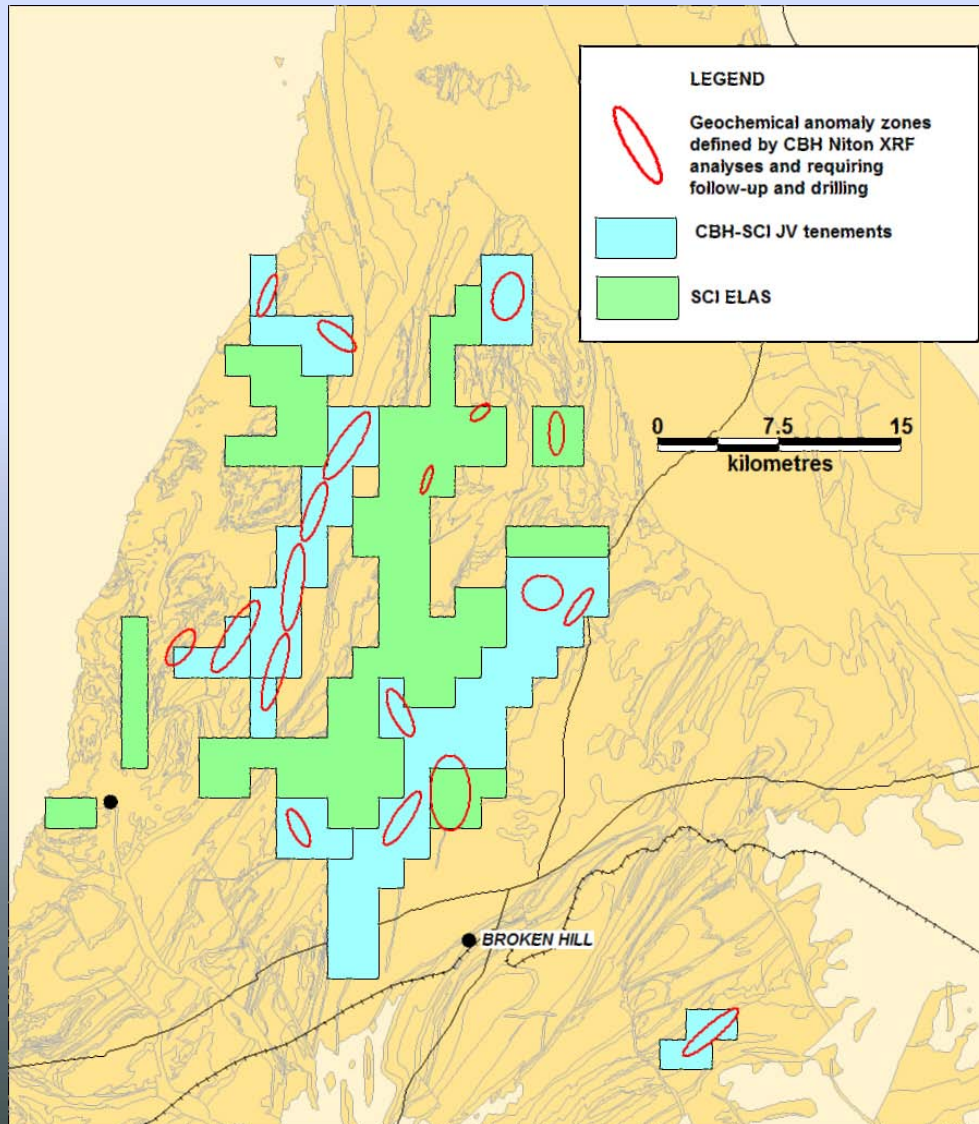 LEGEND
Geochemical anomaly zones
defined by CBH Niton XRF
analyses and requiring
follow-up and drilling
CBH-SCI JV tenements
SCI ELAS
0 7.5 15
kilometres
BROKEN HILL